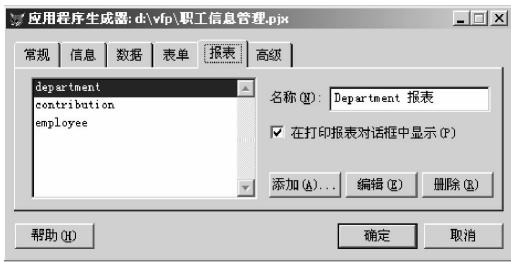 应用程序生成器: d:\vfp\职工信息管理.pjx
常规 信息 数据 表单 报表 高级
department
contribution
employee
名称(N): Department 报表
在打印报表对话框中显示(P)
添加(A)... 编辑(E) 删除(R)
帮助(H) 确定 取消